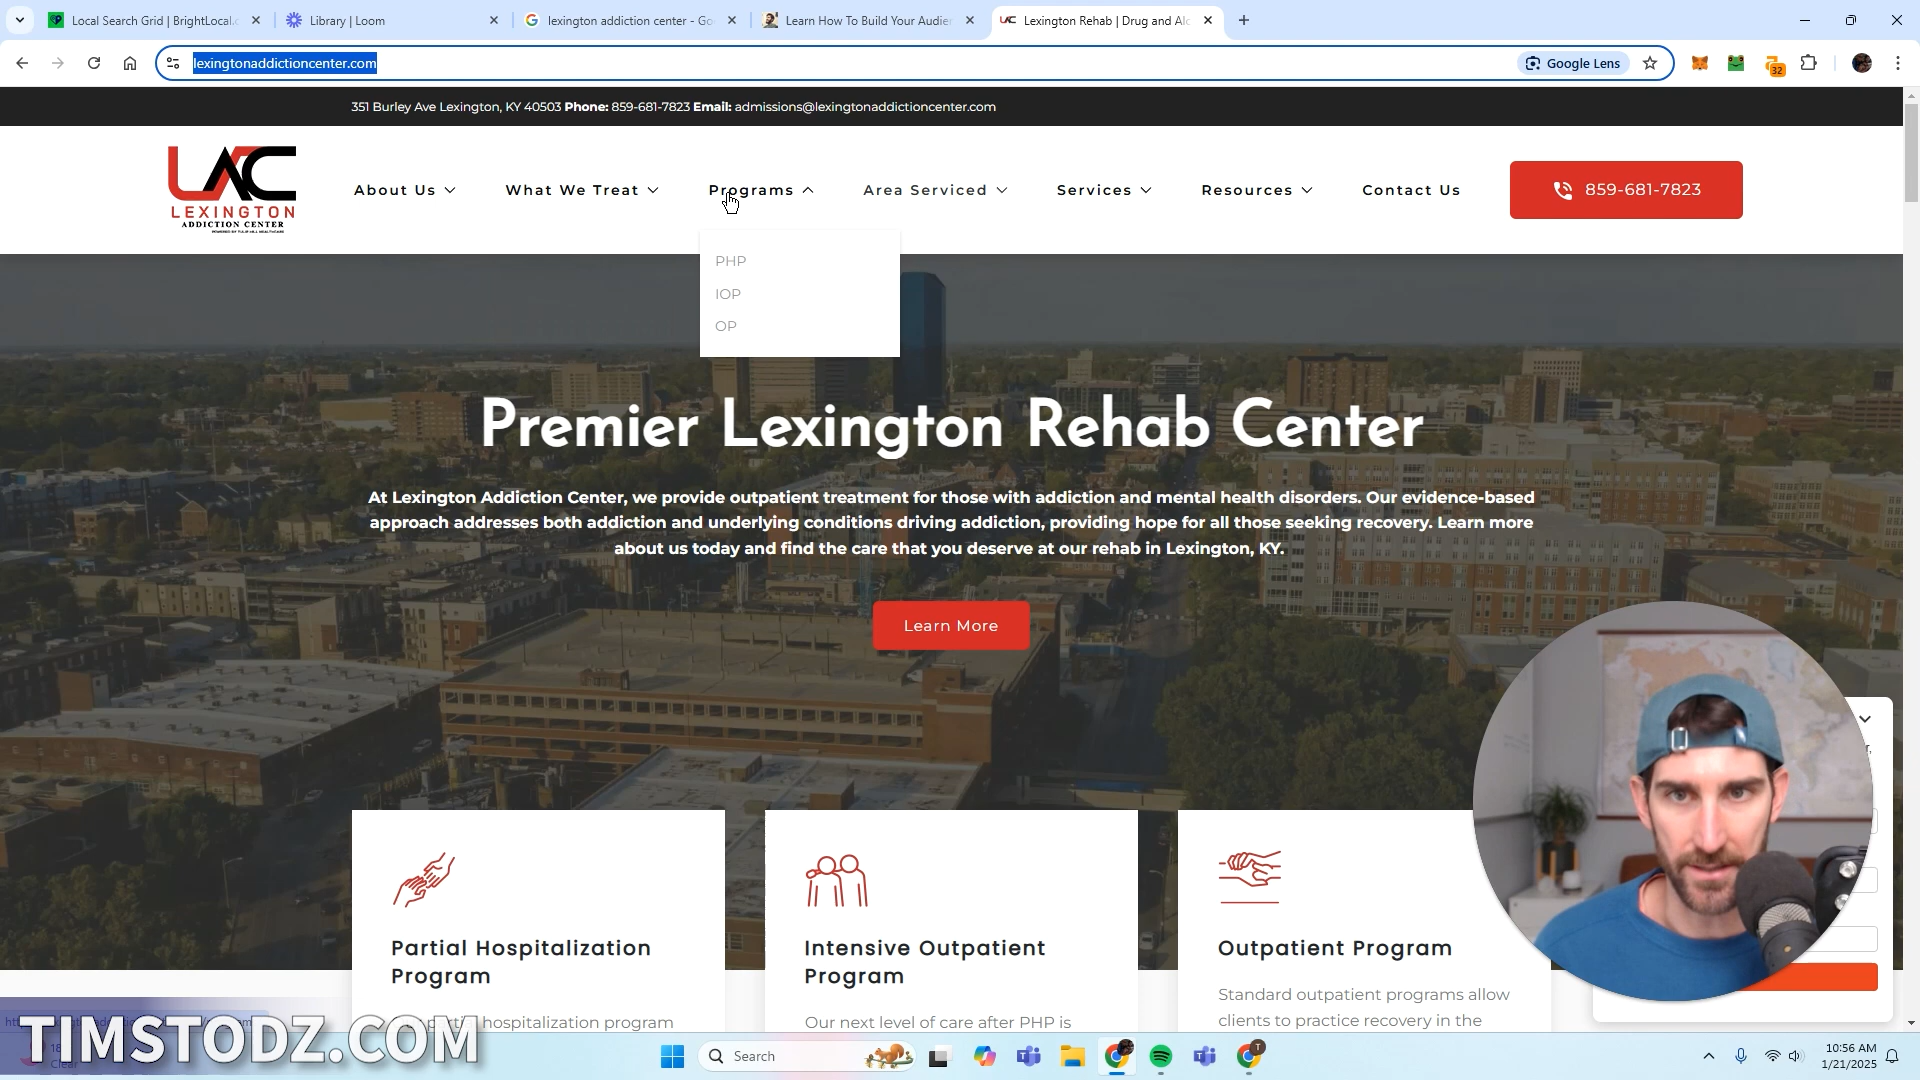 Local Search Grid | BrightLocal.
Library | Loom
lexington addiction center - Go
Learn How To Build Your Audie
Lexington Rehab | Drug and Alc
lexingtonaddictioncenter.com
Google Lens
32
351 Burley Ave Lexington, KY 40503 Phone: 859-681-7823 Email: admissions@lexingtonaddictioncenter.com
LAC
LEXINGTON
ADDICTION CENTER
POWERED BY TULIP HILL HEALTHCARE
About Us
What We Treat
Programs
Area Serviced
Services
Resources
Contact Us
859-681-7823
PHP
IOP
OP
Premier Lexington Rehab Center
At Lexington Addiction Center, we provide outpatient treatment for those with addiction and mental health disorders. Our evidence-based
approach addresses both addiction and underlying conditions driving addiction, providing hope for all those seeking recovery. Learn more
about us today and find the care that you deserve at our rehab in Lexington, KY.
Learn More
Partial Hospitalization
Program
hospitalization program
Intensive Outpatient
Program
Our next level of care after PHP is
Outpatient Program
Standard outpatient programs allow
clients to practice recovery in the
TIMSTODZ.COM
Clear
Search
10:56 AM
1/21/2025